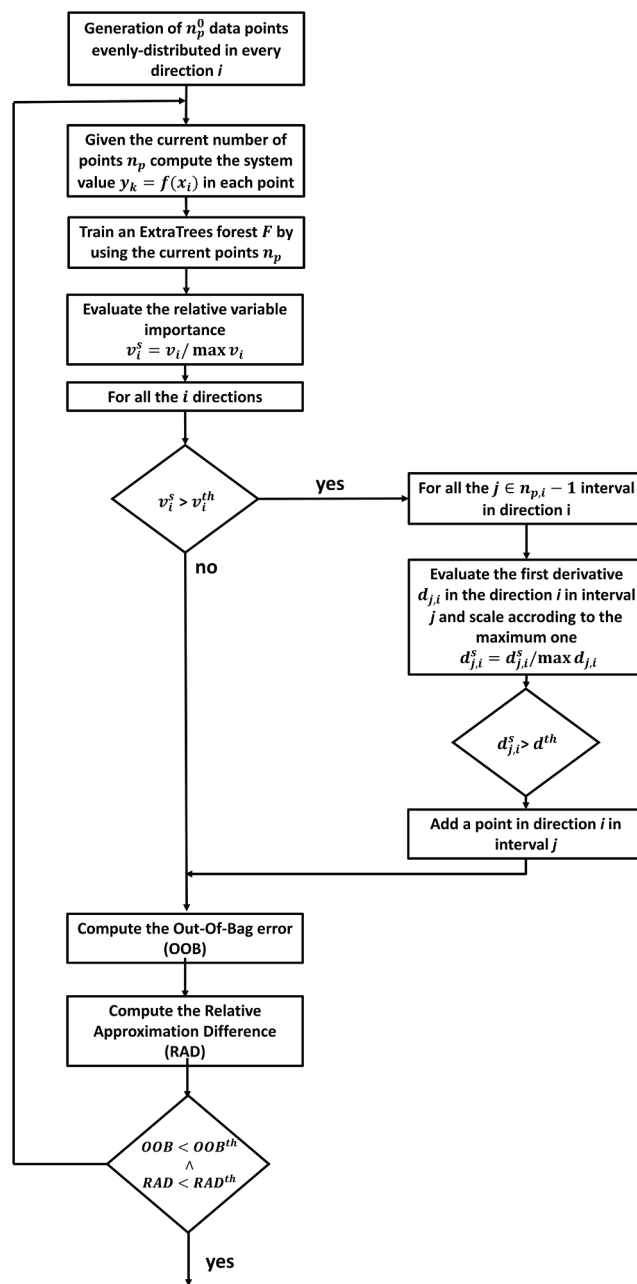 Generation of n_p^0 data points
evenly-distributed in every
direction i
Given the current number of
points n_p compute the system
value y_k = f(x_i) in each point
Train an ExtraTrees forest F by
using the current points n_p
Evaluate the relative variable
importance
v_i^s = v_i / max v_i
For all the i directions
v_i^s > v_i^th
yes
no
For all the j ∈ n_{p,i} − 1 interval
in direction i
Evaluate the first derivative
d_{j,i} in the direction i in interval
j and scale accroding to the
maximum one
d_{j,i}^s = d_{j,i}^s/max d_{j,i}
d_{j,i}^s > d^th
Add a point in direction i in
interval j
Compute the Out-Of-Bag error
(OOB)
Compute the Relative
Approximation Difference
(RAD)
OOB < OOB^th
∧
RAD < RAD^th
yes